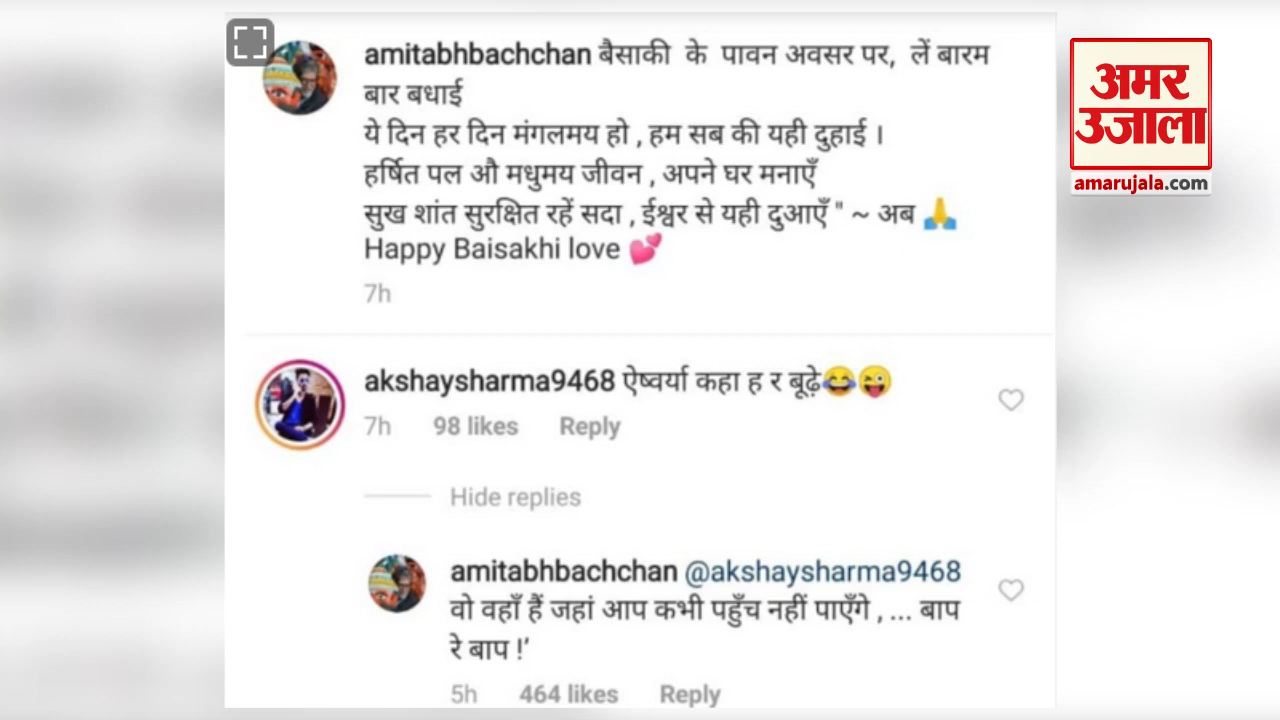 amitabhbachchan बैसाकी के पावन अवसर पर, लें बारम
बार बधाई
ये दिन हर दिन मंगलमय हो , हम सब की यही दुहाई ।
हर्षित पल औ मधुमय जीवन , अपने घर मनाएँ
सुख शांत सुरक्षित रहें सदा , ईश्वर से यही दुआएँ " ~ अब 🙏
Happy Baisakhi love 💕
7h
akshaysharma9468 ऐष्वर्या कहा ह र बूढ़े😂😜
7h 98 likes Reply
Hide replies
amitabhbachchan @akshaysharma9468
वो वहाँ हैं जहां आप कभी पहुँच नहीं पाएँगे , ... बाप
रे बाप !’
5h 464 likes Reply
अमर
उजाला
amarujala.com